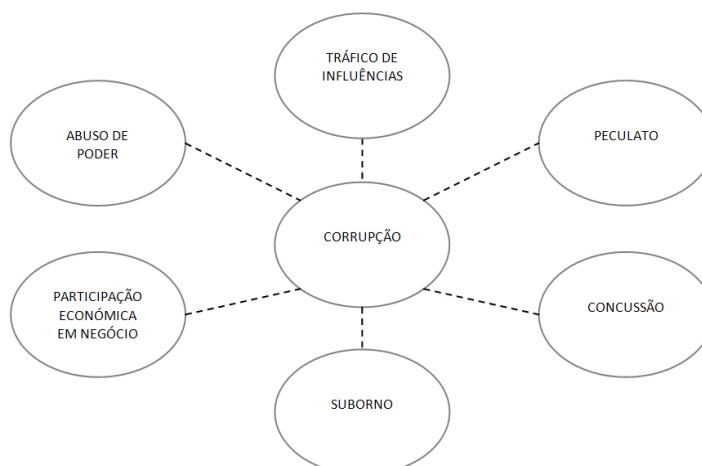 TRÁFICO DE
INFLUÊNCIAS
ABUSO DE
PODER
PECULATO
CORRUPÇÃO
PARTICIPAÇÃO
ECONÓMICA
EM NEGÓCIO
CONCUSSÃO
SUBORNO